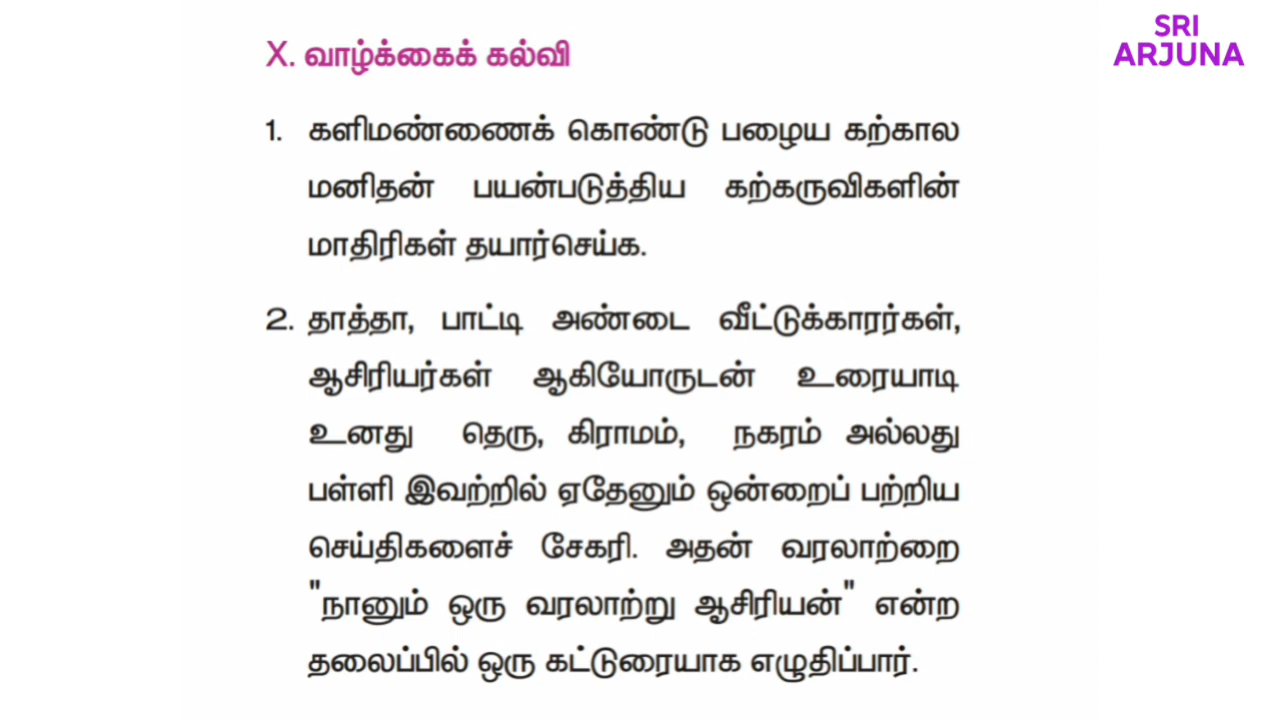 SRI
ARJUNA
X. வாழ்க்கைக் கல்வி
1. களிமண்ணைக் கொண்டு பழைய கற்கால
மனிதன் பயன்படுத்திய கற்கருவிகளின்
மாதிரிகள் தயார்செய்க.
2. தாத்தா, பாட்டி அண்டை வீட்டுக்காரர்கள்,
ஆசிரியர்கள் ஆகியோருடன் உரையாடி
உனது தெரு, கிராமம், நகரம் அல்லது
பள்ளி இவற்றில் ஏதேனும் ஒன்றைப் பற்றிய
செய்திகளைச் சேகரி. அதன் வரலாற்றை
"நானும் ஒரு வரலாற்று ஆசிரியன்" என்ற
தலைப்பில் ஒரு கட்டுரையாக எழுதிப்பார்.